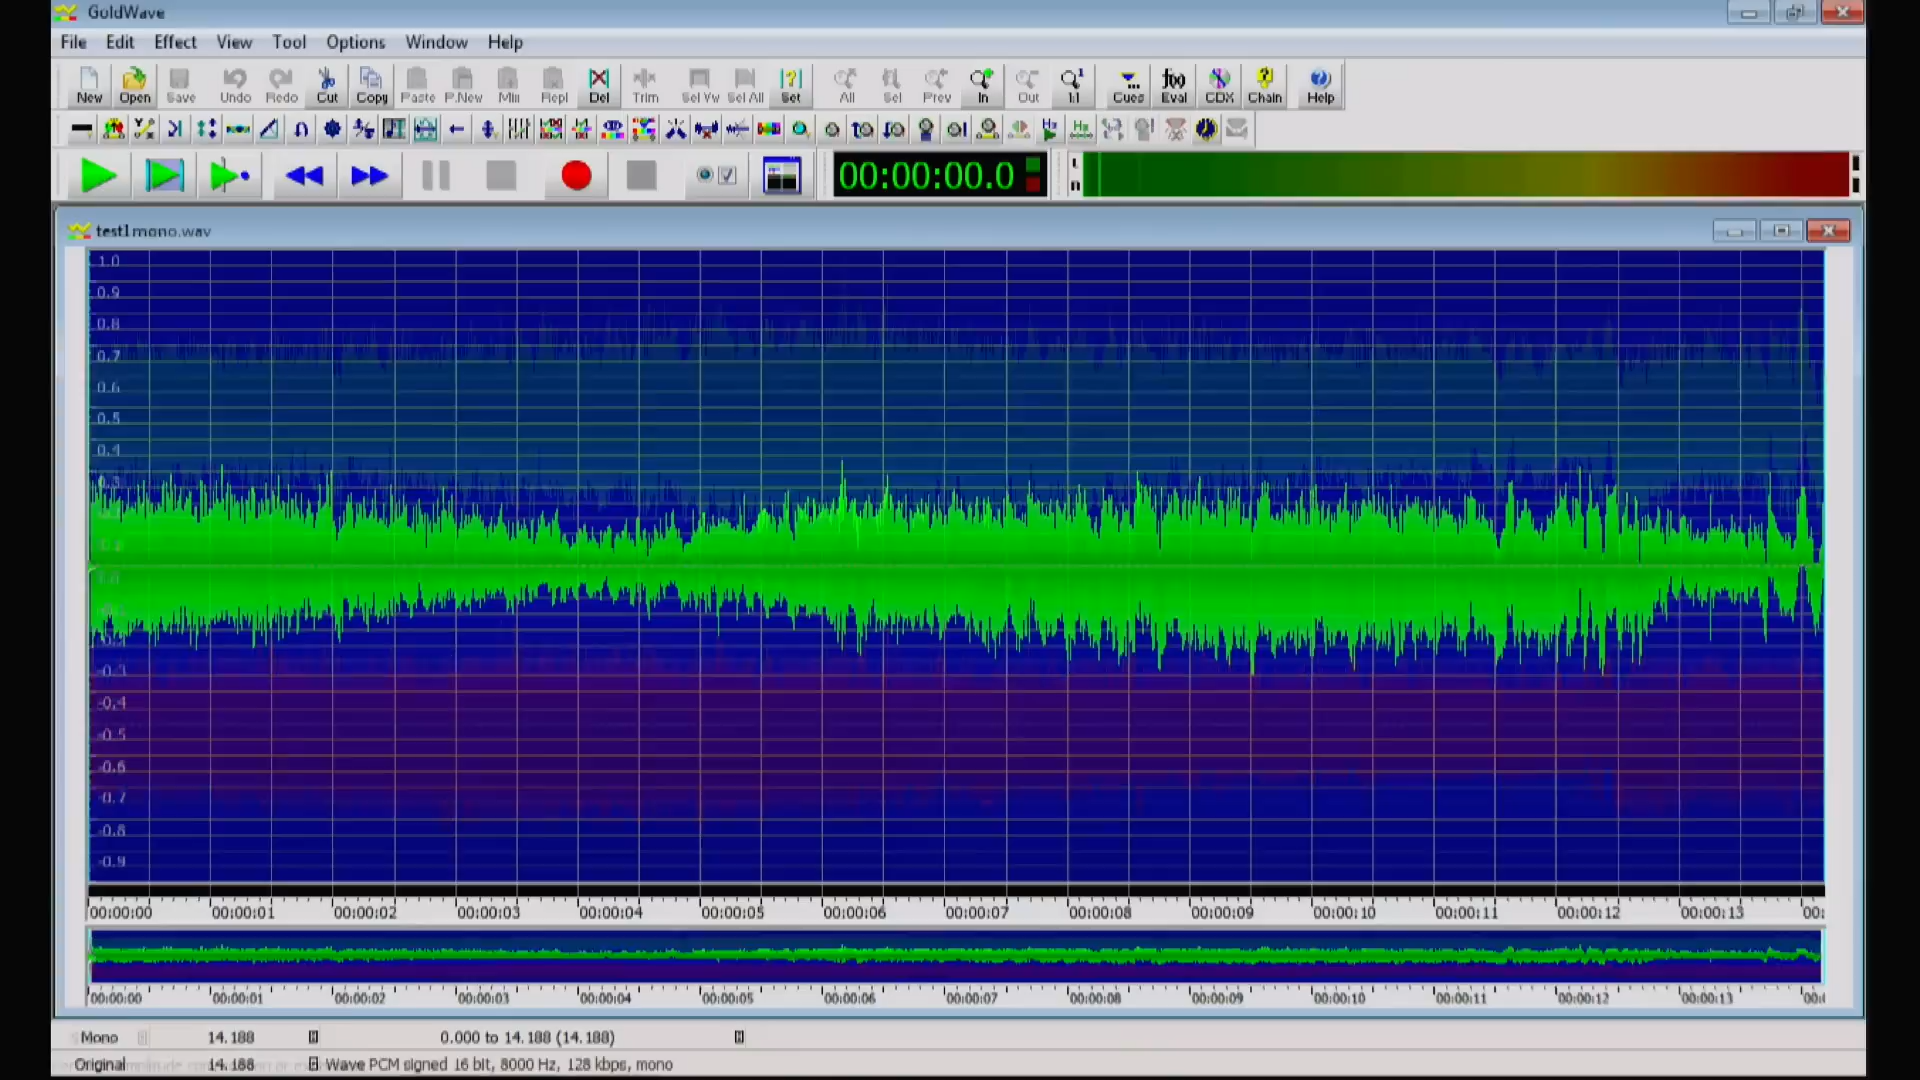 GoldWave
File Edit Effect View Tool Options Window Help
New Open Save Undo Redo Cut Copy Paste P.New Mix Repl Del Trim Sel Vw Sel All Set All Sel Prev In Out 1:1 Cues Eval CDX Chain Help
00:00:00.0
L
test1mono.wav
1.0
0.9
0.8
0.7
0.6
0.5
0.4
0.3
-0.3
-0.4
-0.5
-0.6
-0.7
-0.8
-0.9
00:00:00 00:00:01 00:00:02 00:00:03 00:00:04 00:00:05 00:00:06 00:00:07 00:00:08 00:00:09 00:00:10 00:00:11 00:00:12 00:00:13 00:
00:00:00 00:00:01 00:00:02 00:00:03 00:00:04 00:00:05 00:00:06 00:00:07 00:00:08 00:00:09 00:00:10 00:00:11 00:00:12 00:00:13
Mono 14.188 0.000 to 14.188 (14.188)
Original 14.188 Wave PCM signed 16 bit, 8000 Hz, 128 kbps, mono